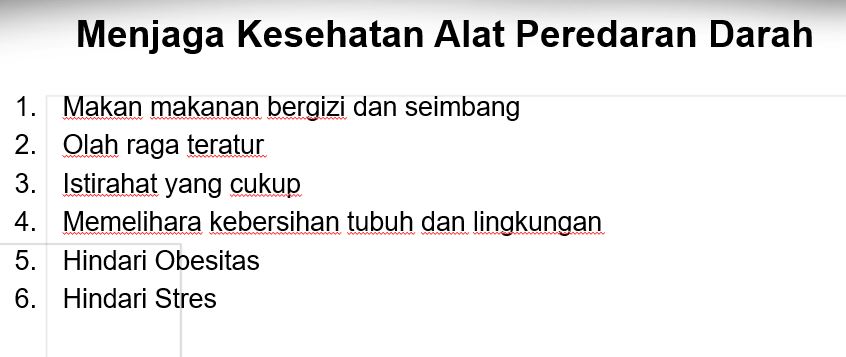 Menjaga Kesehatan Alat Peredaran Darah
1. Makan makanan bergizi dan seimbang
2. Olah raga teratur
3. Istirahat yang cukup
4. Memelihara kebersihan tubuh dan lingkungan
5. Hindari Obesitas
6. Hindari Stres